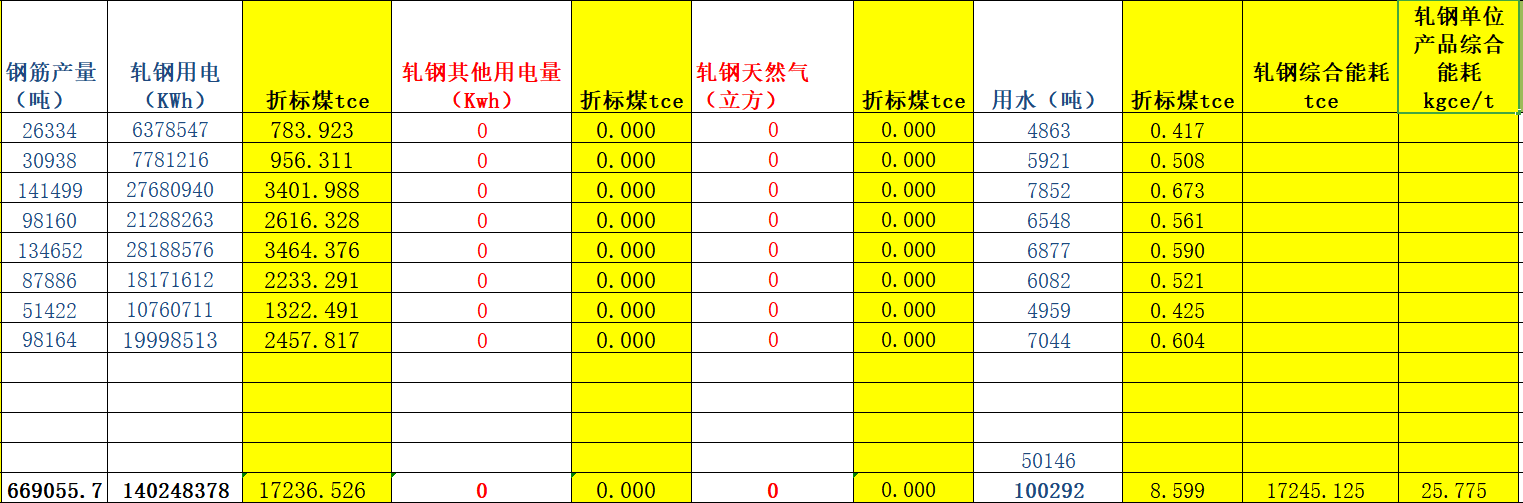 钢筋产量（吨） 轧钢用电（KWh） 折标煤tce 轧钢其他用电量（Kwh） 折标煤tce 轧钢天然气（立方） 折标煤tce 用水（吨） 折标煤tce 轧钢综合能耗tce 轧钢单位产品综合能耗kgce/t
26334 6378547 783.923 0 0.000 0 0.000 4863 0.417
30938 7781216 956.311 0 0.000 0 0.000 5921 0.508
141499 27680940 3401.988 0 0.000 0 0.000 7852 0.673
98160 21288263 2616.328 0 0.000 0 0.000 6548 0.561
134652 28188576 3464.376 0 0.000 0 0.000 6877 0.590
87886 18171612 2233.291 0 0.000 0 0.000 6082 0.521
51422 10760711 1322.491 0 0.000 0 0.000 4959 0.425
98164 19998513 2457.817 0 0.000 0 0.000 7044 0.604
50146
669055.7 140248378 17236.526 0 0.000 0 0.000 100292 8.599 17245.125 25.775